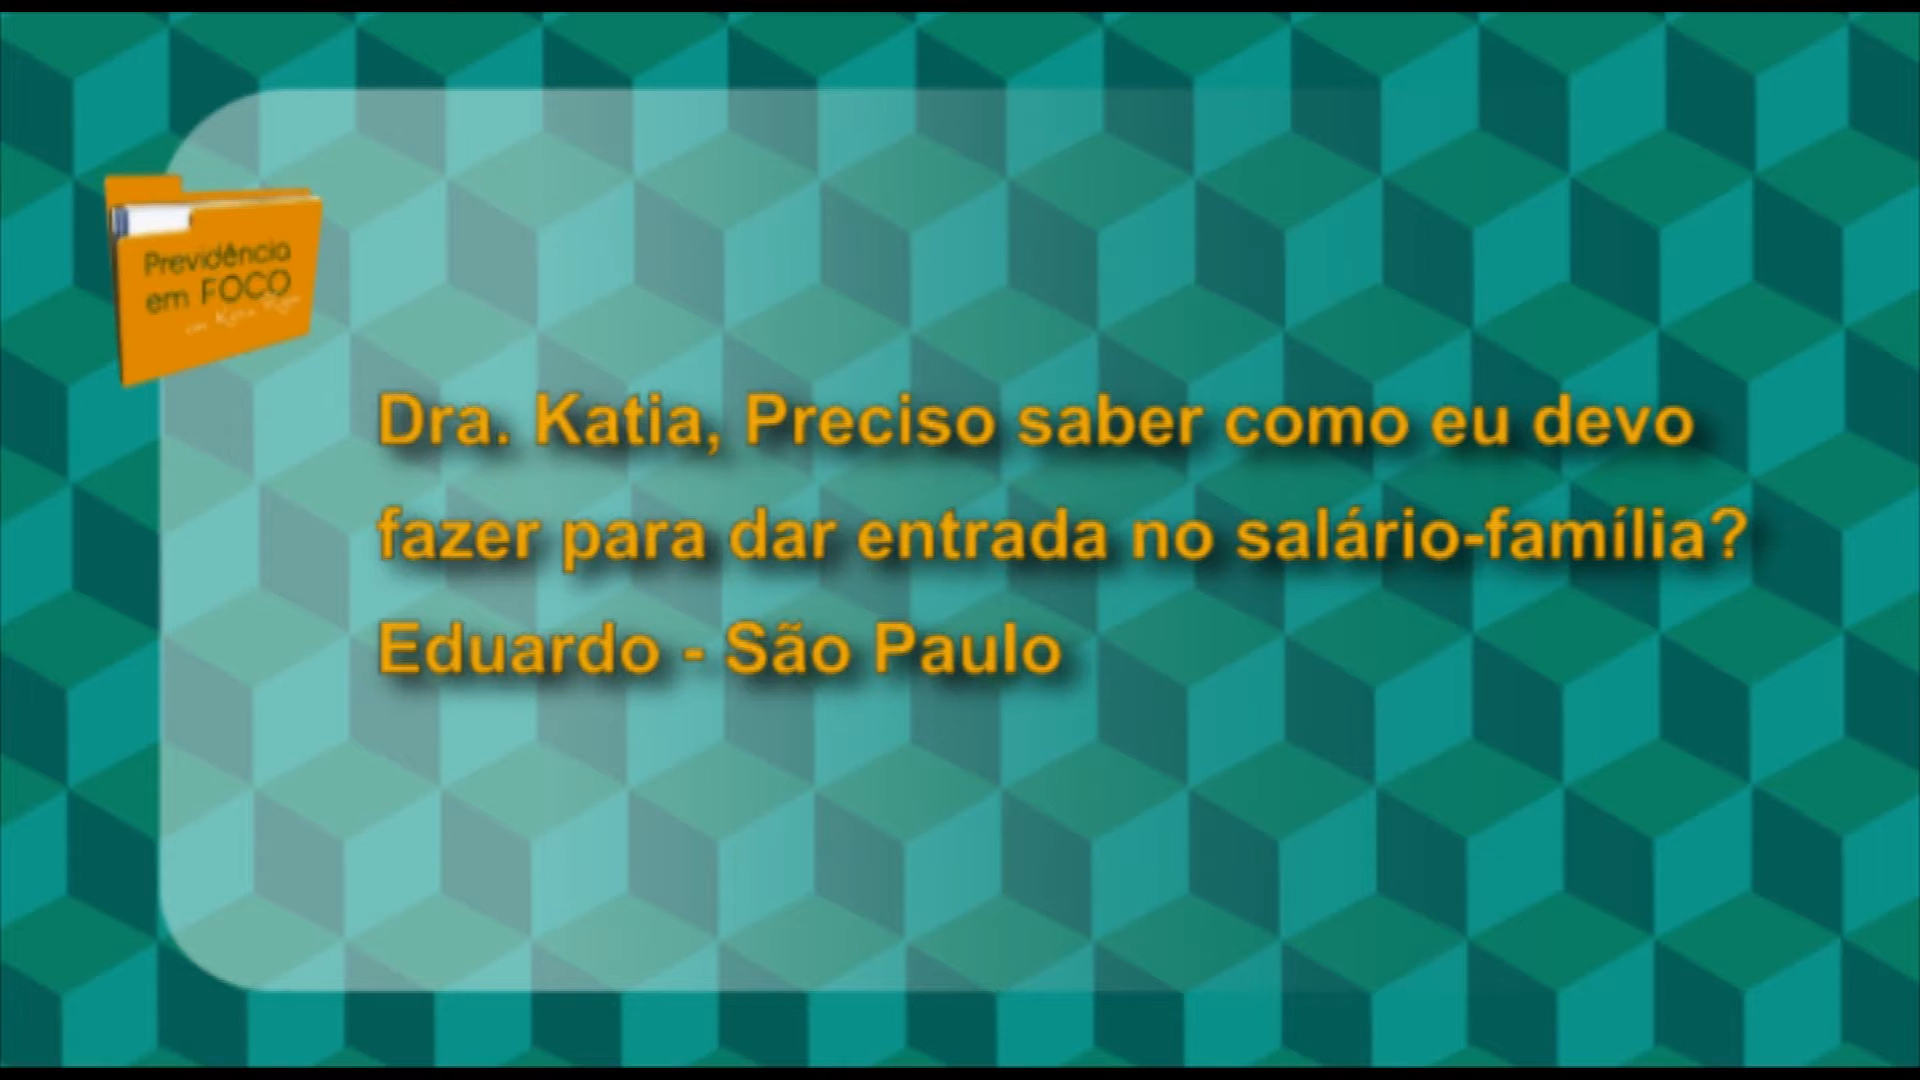 Previdência
em FOCO
Dra. Katia, Preciso saber como eu devo
fazer para dar entrada no salário-família?
Eduardo - São Paulo